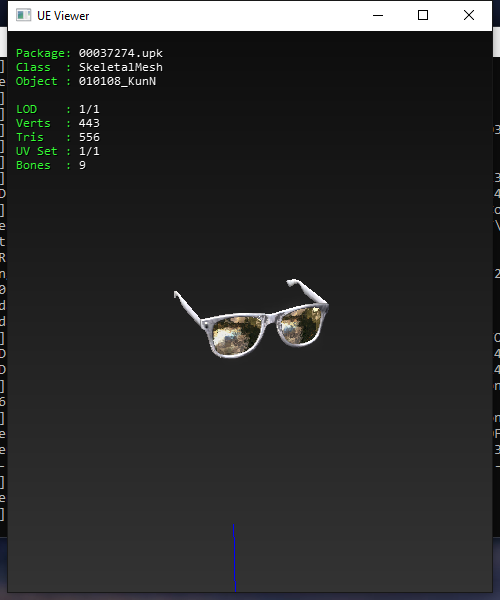 UE Viewer
Package: 00037274.upk
Class  : SkeletalMesh
Object : 010108_KunN
LOD    : 1/1
Verts  : 443
Tris   : 556
UV Set : 1/1
Bones  : 9